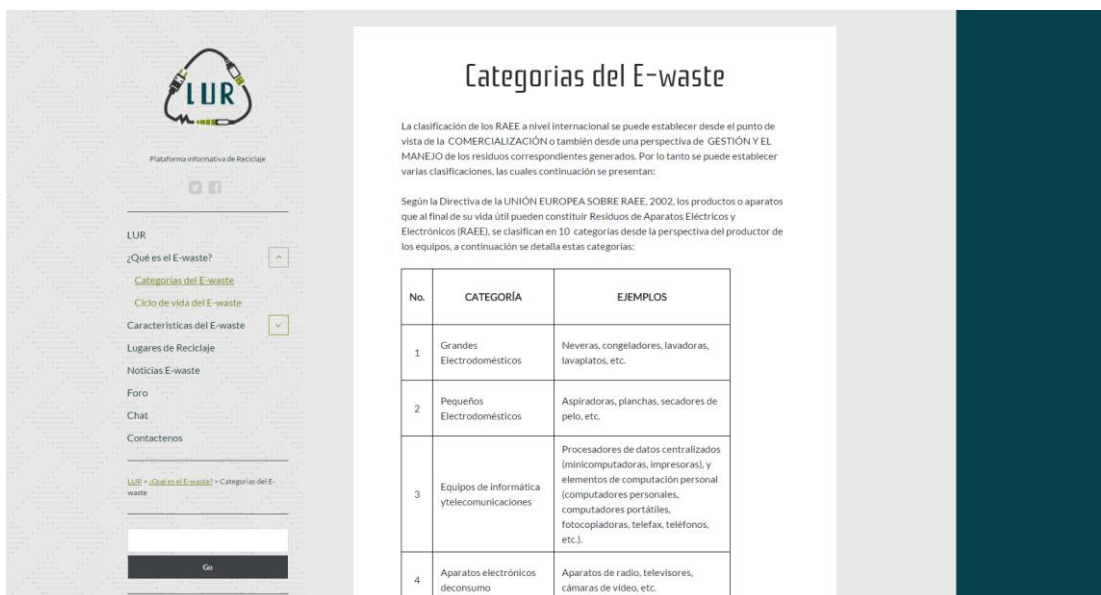 LUR
Plataforma informativa de Reciclaje
LUR
¿Qué es el E-waste?
Categorias del E-waste
Ciclo de vida del E-waste
Caracteristicas del E-waste
Lugares de Reciclaje
Noticias E-waste
Foro
Chat
Contactenos
LUR > ¿Qué es el E-waste? > Categorias del E-
waste
Go
Categorias del E-waste
La clasificación de los RAEE a nivel internacional se puede establecer desde el punto de
vista de la COMERCIALIZACIÓN o también desde una perspectiva de GESTIÓN Y EL
MANEJO de los residuos correspondientes generados. Por lo tanto se puede establecer
varias clasificaciones, las cuales continuación se presentan:
Según la Directiva de la UNIÓN EUROPEA SOBRE RAEE, 2002, los productos o aparatos
que al final de su vida útil pueden constituir Residuos de Aparatos Eléctricos y
Electrónicos (RAEE), se clasifican en 10 categorías desde la perspectiva del productor de
los equipos, a continuación se detalla estas categorías:
No. CATEGORÍA EJEMPLOS
1 Grandes Electrodomésticos Neveras, congeladores, lavadoras,
lavaplatos, etc.
2 Pequeños Electrodomésticos Aspiradoras, planchas, secadores de
pelo, etc.
3 Equipos de informática ytelecomunicaciones Procesadores de datos centralizados
(minicomputadoras, impresoras), y
elementos de computación personal
(computadores personales,
computadores portátiles,
fotocopiadoras, telefax, teléfonos,
etc.).
4 Aparatos electrónicos deconsumo Aparatos de radio, televisores,
cámaras de vídeo, etc.